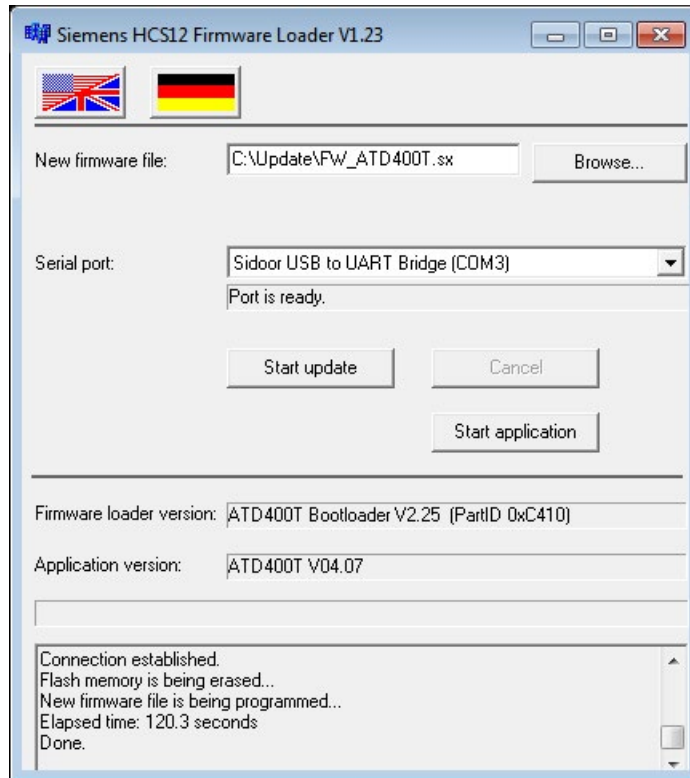 Siemens HCS12 Firmware Loader V1.23
New firmware file:
C:\Update\FW_ATD400T.sx
Browse...
Serial port:
Sidoor USB to UART Bridge (COM3)
Port is ready.
Start update
Cancel
Start application
Firmware loader version:
ATD400T Bootloader V2.25 (PartID 0xC410)
Application version:
ATD400T V04.07
Connection established.
Flash memory is being erased...
New firmware file is being programmed...
Elapsed time: 120.3 seconds
Done.